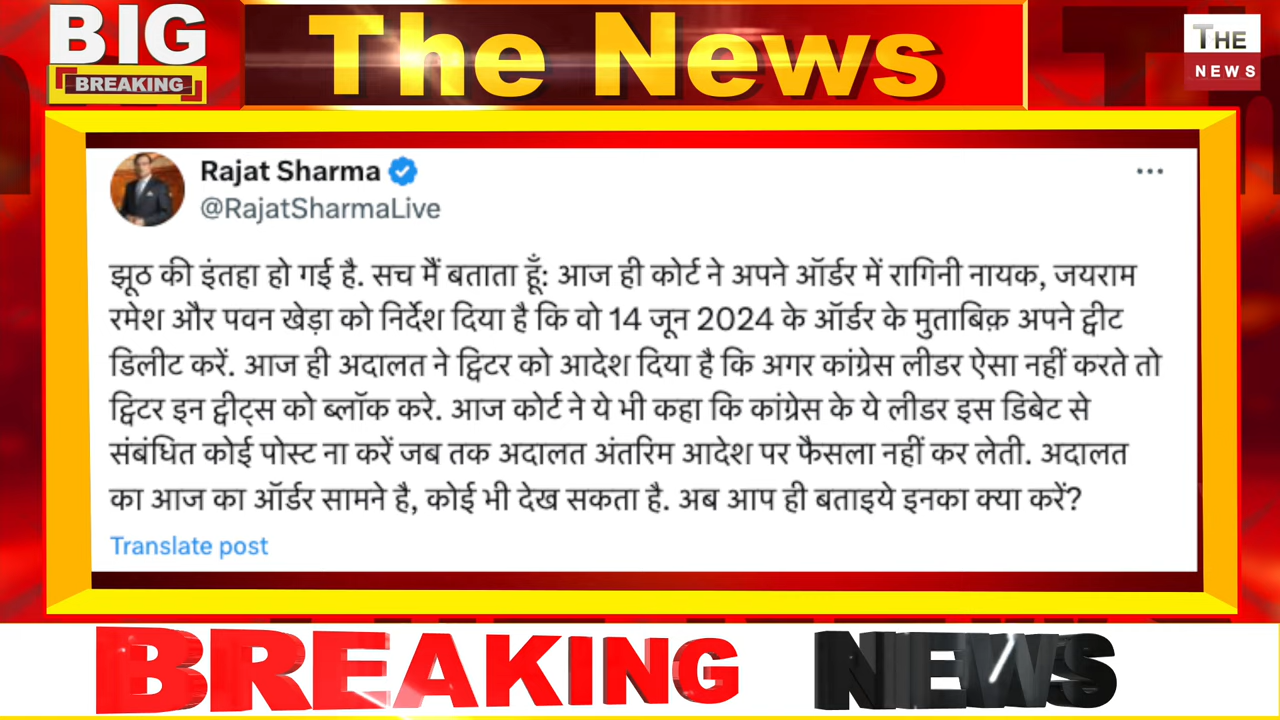 BIG
BREAKING
The News
THE
NEWS
Rajat Sharma
@RajatSharmaLive
झूठ की इंतहा हो गई है. सच मैं बताता हूँ: आज ही कोर्ट ने अपने ऑर्डर में रागिनी नायक, जयराम
रमेश और पवन खेड़ा को निर्देश दिया है कि वो 14 जून 2024 के ऑर्डर के मुताबिक़ अपने ट्वीट
डिलीट करें. आज ही अदालत ने ट्विटर को आदेश दिया है कि अगर कांग्रेस लीडर ऐसा नहीं करते तो
ट्विटर इन ट्वीट्स को ब्लॉक करे. आज कोर्ट ने ये भी कहा कि कांग्रेस के ये लीडर इस डिबेट से
संबंधित कोई पोस्ट ना करें जब तक अदालत अंतरिम आदेश पर फैसला नहीं कर लेती. अदालत
का आज का ऑर्डर सामने है, कोई भी देख सकता है. अब आप ही बताइये इनका क्या करें?
Translate post
BREAKING NEWS